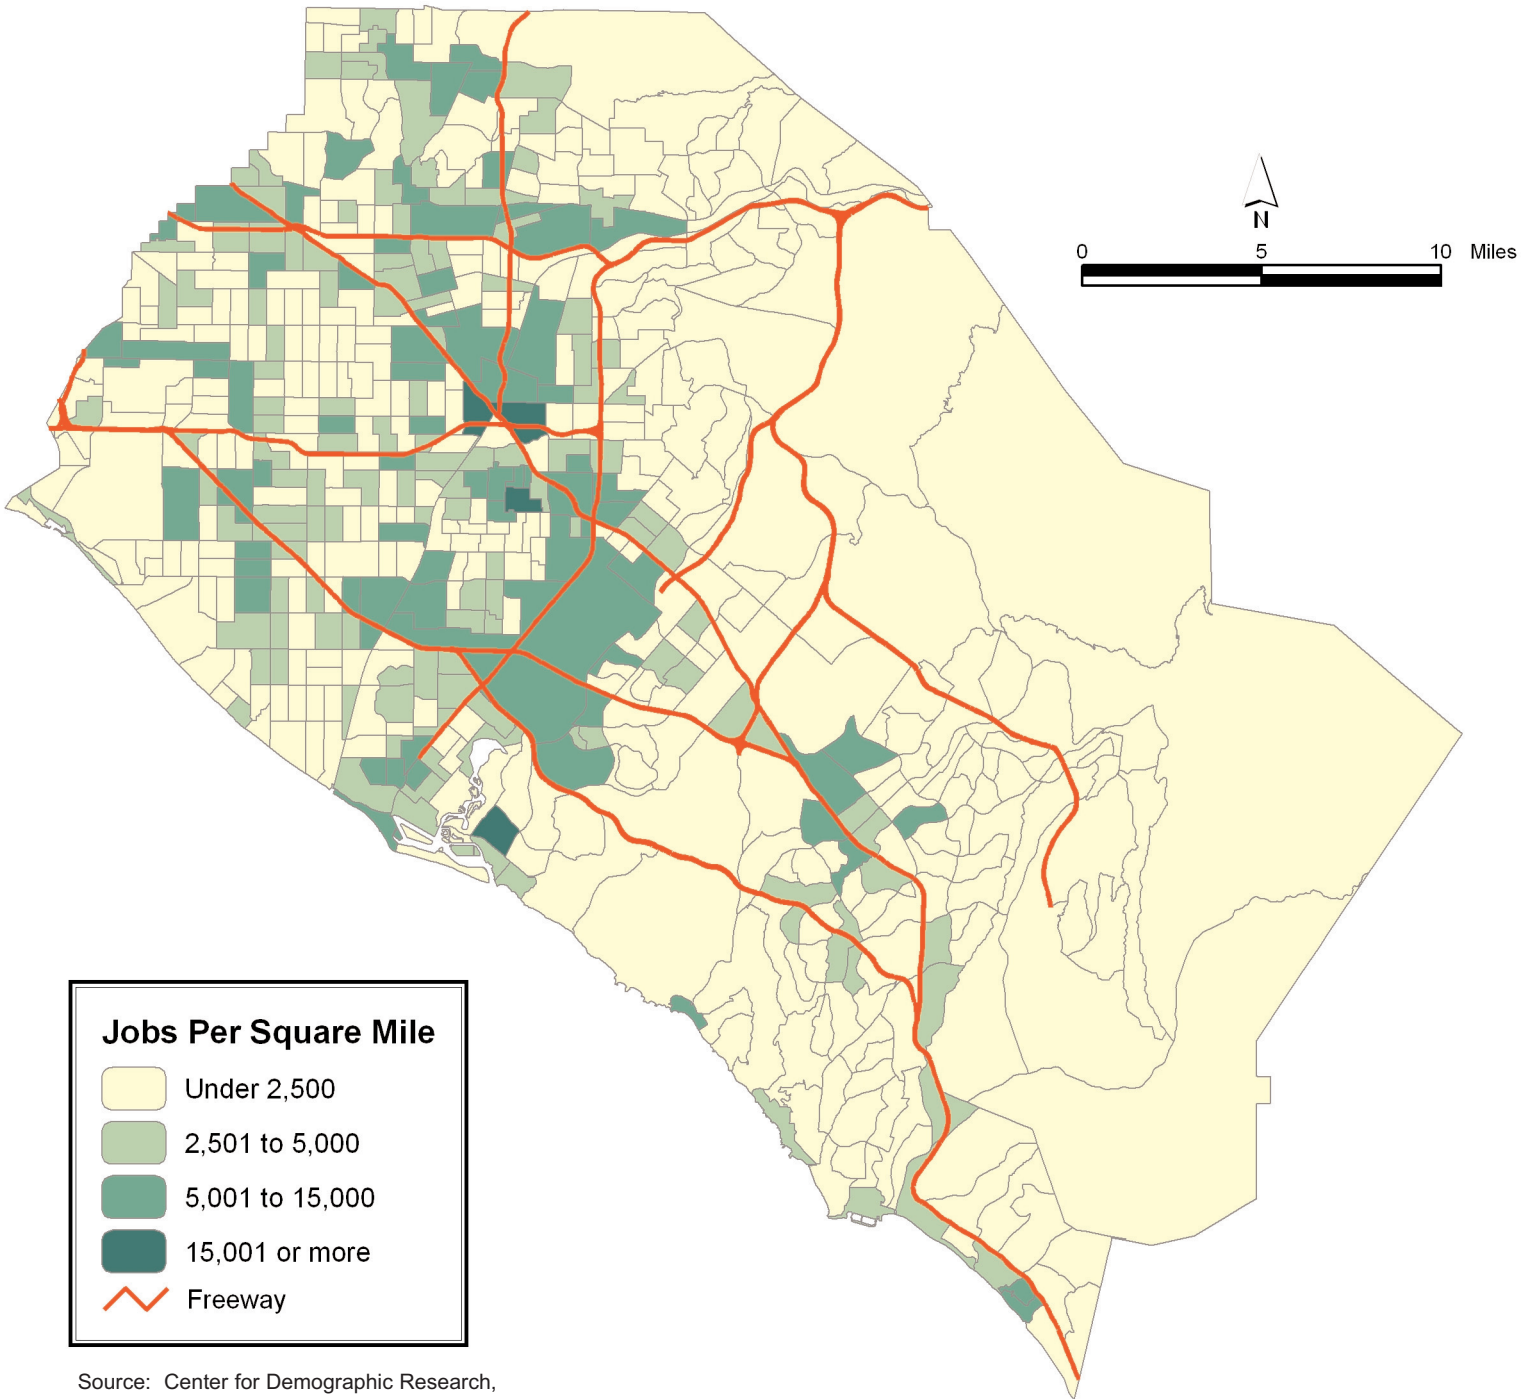 N
0 5 10 Miles
Jobs Per Square Mile
Under 2,500
2,501 to 5,000
5,001 to 15,000
15,001 or more
Freeway
Source: Center for Demographic Research,